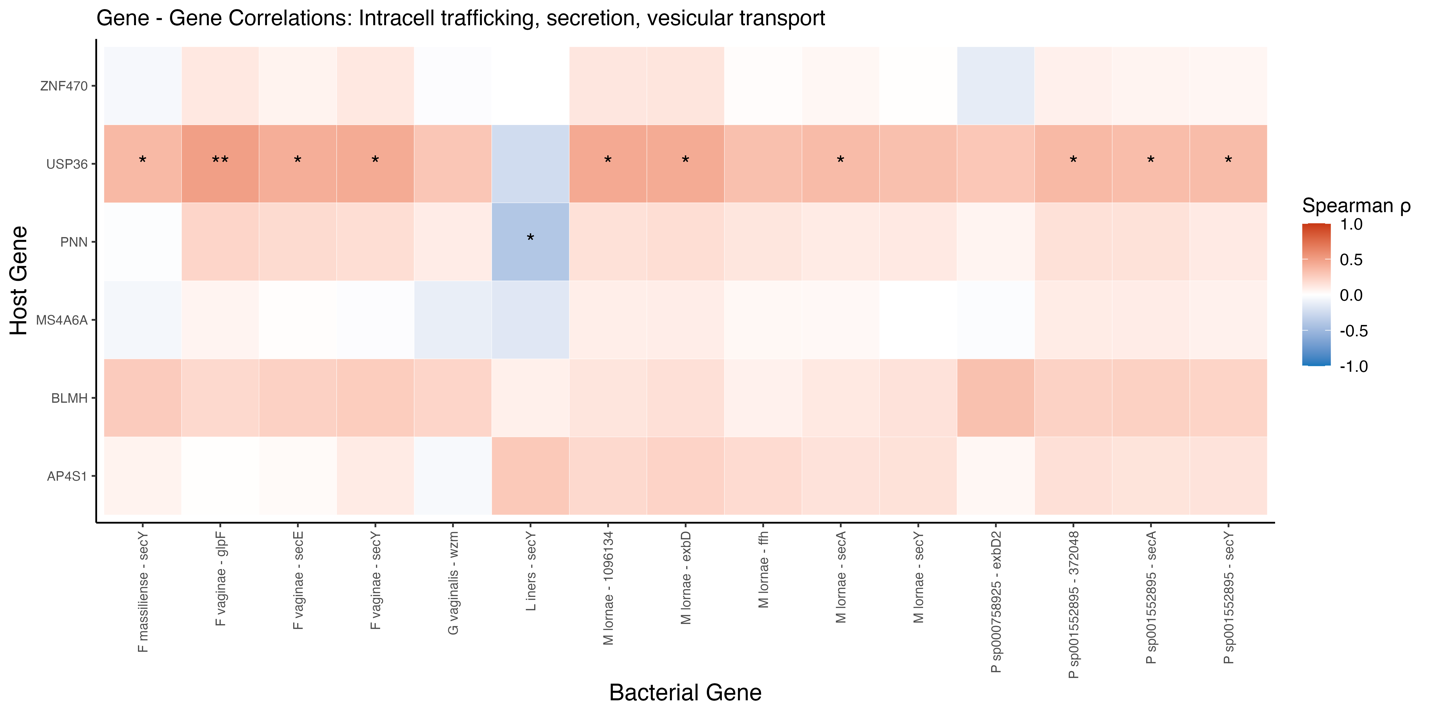 Gene - Gene Correlations: Intracell trafficking, secretion, vesicular transport
Host Gene
ZNF470
USP36
* ** * * * * * * * *
PNN
*
MS4A6A
BLMH
AP4S1
F massiliense - secY
F vaginae - glpF
F vaginae - secE
F vaginae - secY
G vaginalis - wzm
L iners - secY
M lornae - 1096134
M lornae - exbD
M lornae - ffh
M lornae - secA
M lornae - secY
P sp000758925 - exbD2
P sp001552895 - 372048
P sp001552895 - secA
P sp001552895 - secY
Bacterial Gene
Spearman ρ
1.0
0.5
0.0
-0.5
-1.0